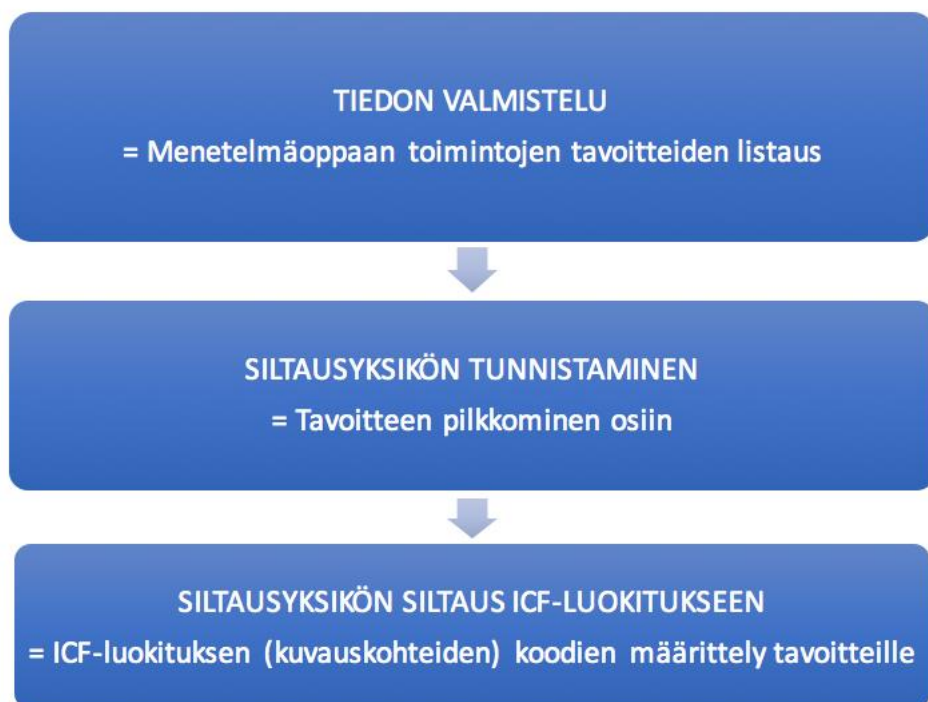 TIEDON VALMISTELU
= Menetelmäoppaan toimintojen tavoitteiden listaus
SILTAUSYKSIKÖN TUNNISTAMINEN
= Tavoitteen pilkkominen osiin
SILTAUSYKSIKÖN SILTAUS ICF-LUOKITUKSEEN
= ICF-luokituksen (kuvauskohteiden) koodien määrittely tavoitteille